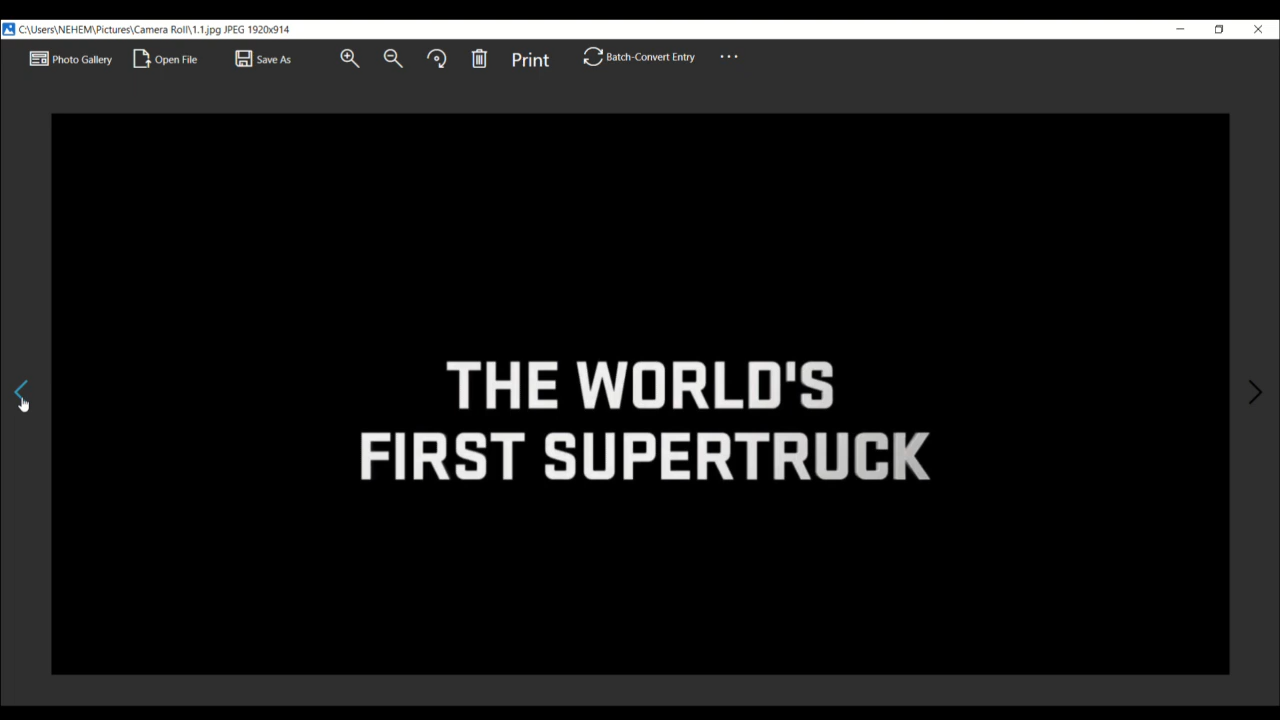 C:\Users\NEHEM\Pictures\Camera Roll\1.1.jpg JPEG 1920x914
Photo Gallery Open File Save As Print Batch-Convert Entry ...
THE WORLD'S
FIRST SUPERTRUCK